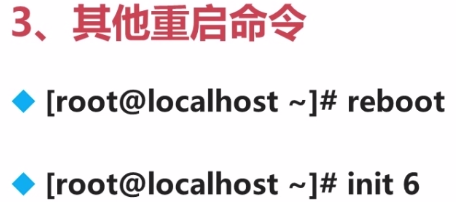 3、其他重启命令
◆ [root@localhost ~]# reboot
◆ [root@localhost ~]# init 6